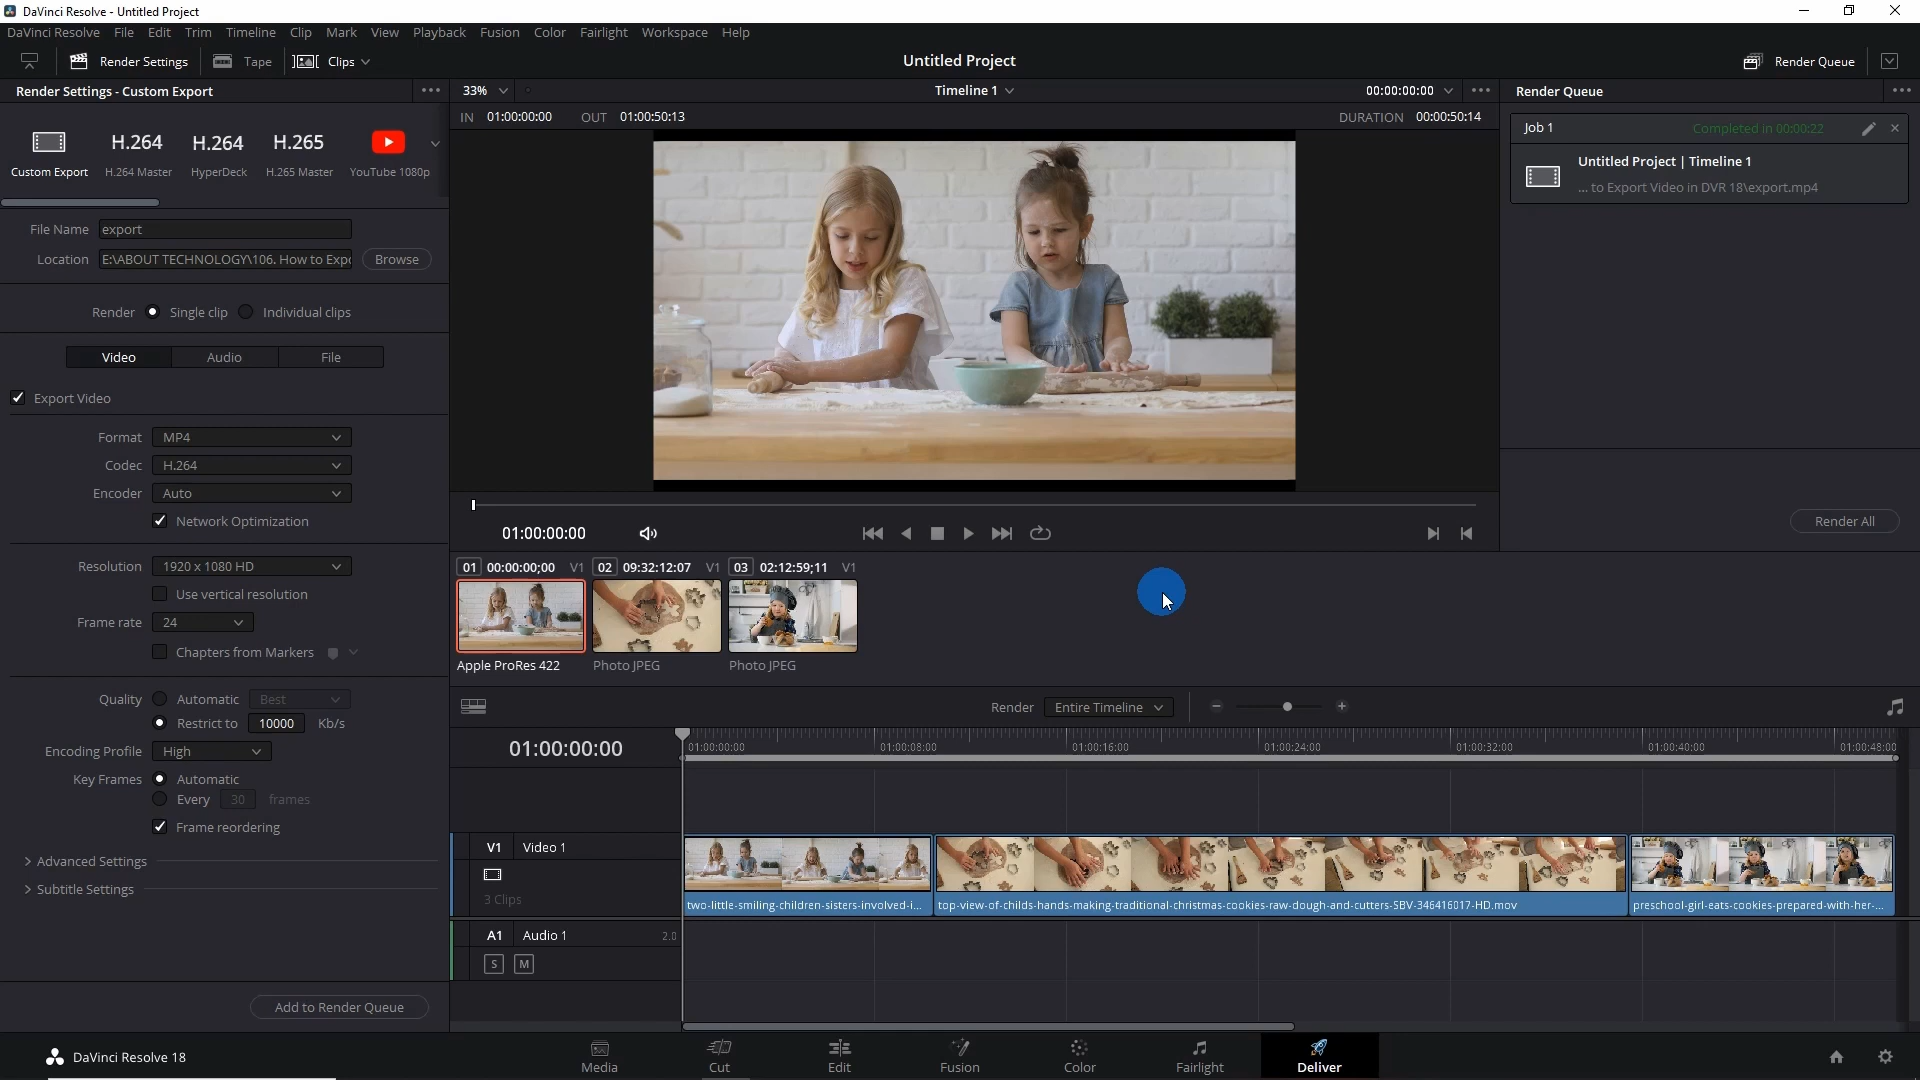 DaVinci Resolve - Untitled Project
DaVinci Resolve File Edit Trim Timeline Clip Mark View Playback Fusion Color Fairlight Workspace Help
Render Settings Tape Clips Untitled Project Render Queue
Render Settings - Custom Export 33% Timeline 1 00:00:00:00 Render Queue
IN 01:00:00:00 OUT 01:00:50:13 DURATION 00:00:50:14
Job 1 Completed in 00:00:22
H.264 H.264 H.265
Custom Export H.264 Master HyperDeck H.265 Master YouTube 1080p
Untitled Project | Timeline 1
... to Export Video in DVR 18\export.mp4
File Name export
Location E:\ABOUT TECHNOLOGY\106. How to Expo Browse
Render Single clip Individual clips
Video Audio File
Export Video
Format MP4
Codec H.264
Encoder Auto
Network Optimization
Render All
01:00:00:00
Resolution 1920 x 1080 HD
Use vertical resolution
Frame rate 24
Chapters from Markers
01 00:00:00;00 V1 02 09:32:12:07 V1 03 02:12:59;11 V1
Apple ProRes 422 Photo JPEG Photo JPEG
Quality Automatic Best
Restrict to 10000 Kb/s
Encoding Profile High
Key Frames Automatic
Every 30 frames
Frame reordering
Advanced Settings
Subtitle Settings
Add to Render Queue
Render Entire Timeline
01:00:00:00 01:00:00:00 01:00:08:00 01:00:16:00 01:00:24:00 01:00:32:00 01:00:40:00 01:00:48:00
V1 Video 1
3 Clips
two-little-smiling-children-sisters-involved-i... top-view-of-childs-hands-making-traditional-christmas-cookies-raw-dough-and-cutters-SBV-346416017-HD.mov preschool-girl-eats-cookies-prepared-with-her-...
A1 Audio 1 2.0
S M
DaVinci Resolve 18 Media Cut Edit Fusion Color Fairlight Deliver